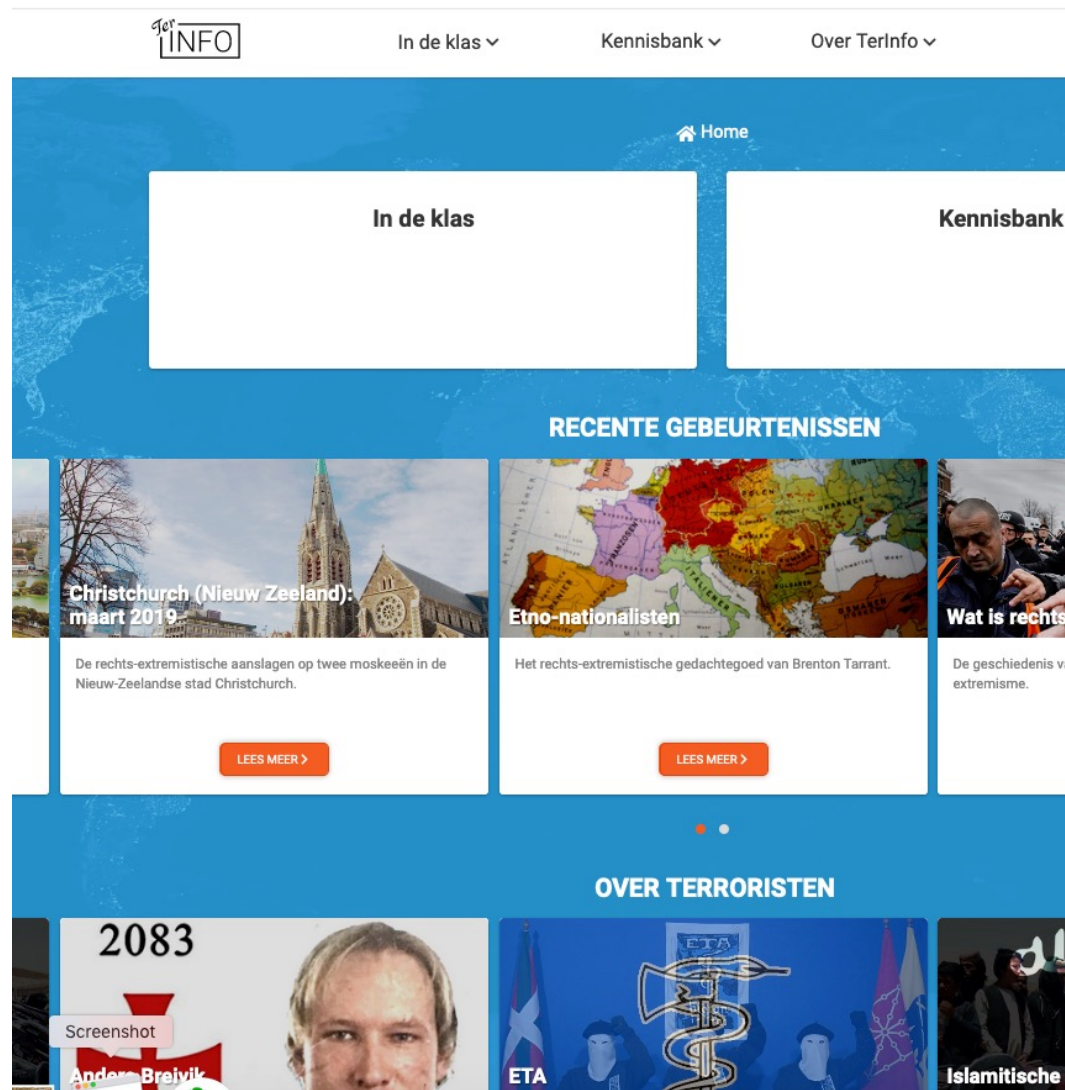 Ter
INFO
In de klas
Kennisbank
Over TerInfo
Home
In de klas
Kennisbank
RECENTE GEBEURTENISSEN
Christchurch (Nieuw Zeeland):
maart 2019
De rechts-extremistische aanslagen op twee moskeeën in de
Nieuw-Zeelandse stad Christchurch.
LEES MEER
Etno-nationalisten
Het rechts-extremistische gedachtegoed van Brenton Tarrant.
LEES MEER
Wat is rechts
De geschiedenis v
extremisme.
OVER TERRORISTEN
2083
Screenshot
Anders Breivik
ETA
ETA
Islamitische